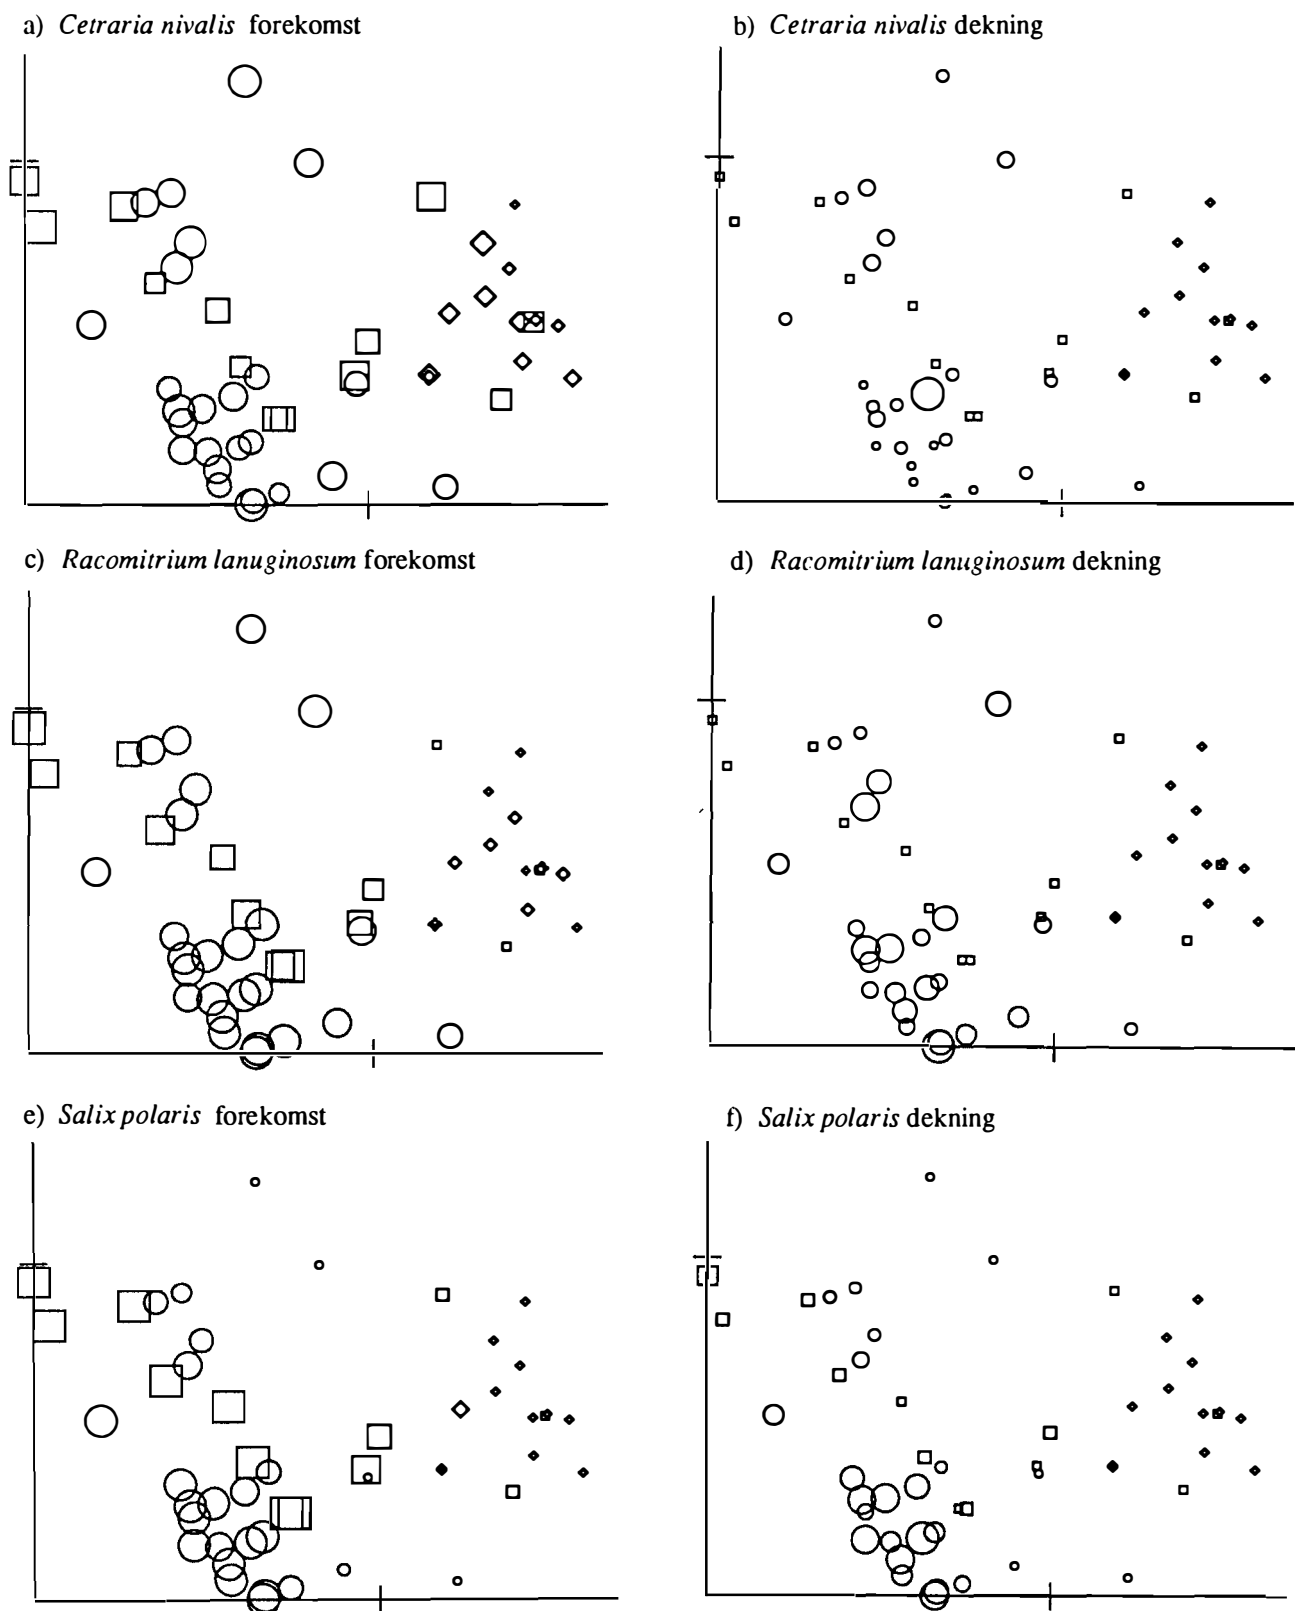 a) Cetraria nivalis forekomst
b) Cetraria nivalis dekning
c) Racomitrium lanuginosum forekomst
d) Racomitrium lanuginosum dekning
e) Salix polaris forekomst
f) Salix polaris dekning